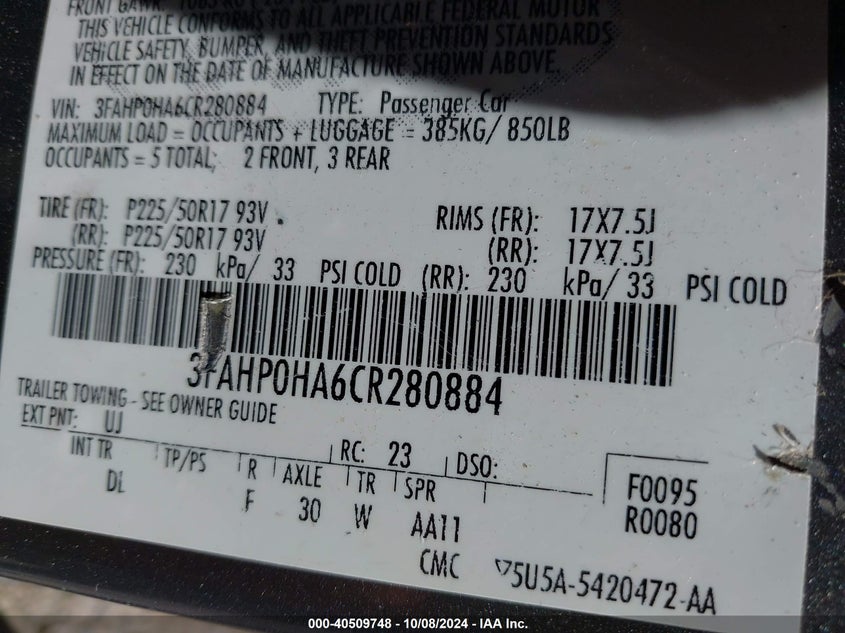 THIS VEHICLE CONFORMS TO ALL APPLICABLE FEDERAL MOTOR
VEHICLE SAFETY, BUMPER, AND THEFT PREVENTION STANDARDS
IN EFFECT ON THE DATE OF MANUFACTURE SHOWN ABOVE.
VIN: 3FAHP0HA6CR280884 TYPE: Passenger Car
MAXIMUM LOAD = OCCUPANTS + LUGGAGE = 385KG/ 850LB
OCCUPANTS = 5 TOTAL; 2 FRONT, 3 REAR
TIRE (FR): P225/50R17 93V RIMS (FR): 17X7.5J
(RR): P225/50R17 93V (RR): 17X7.5J
PRESSURE (FR): 230 kPa/ 33 PSI COLD (RR): 230 kPa/ 33 PSI COLD
3FAHP0HA6CR280884
TRAILER TOWING - SEE OWNER GUIDE
EXT PNT: UJ RC: 23 DSO:
INT TR TP/PS R AXLE TR SPR F0095
DL F 30 W AA11 R0080
CMC 5U5A-5420472-AA
000-40509748 - 10/08/2024 - IAA Inc.